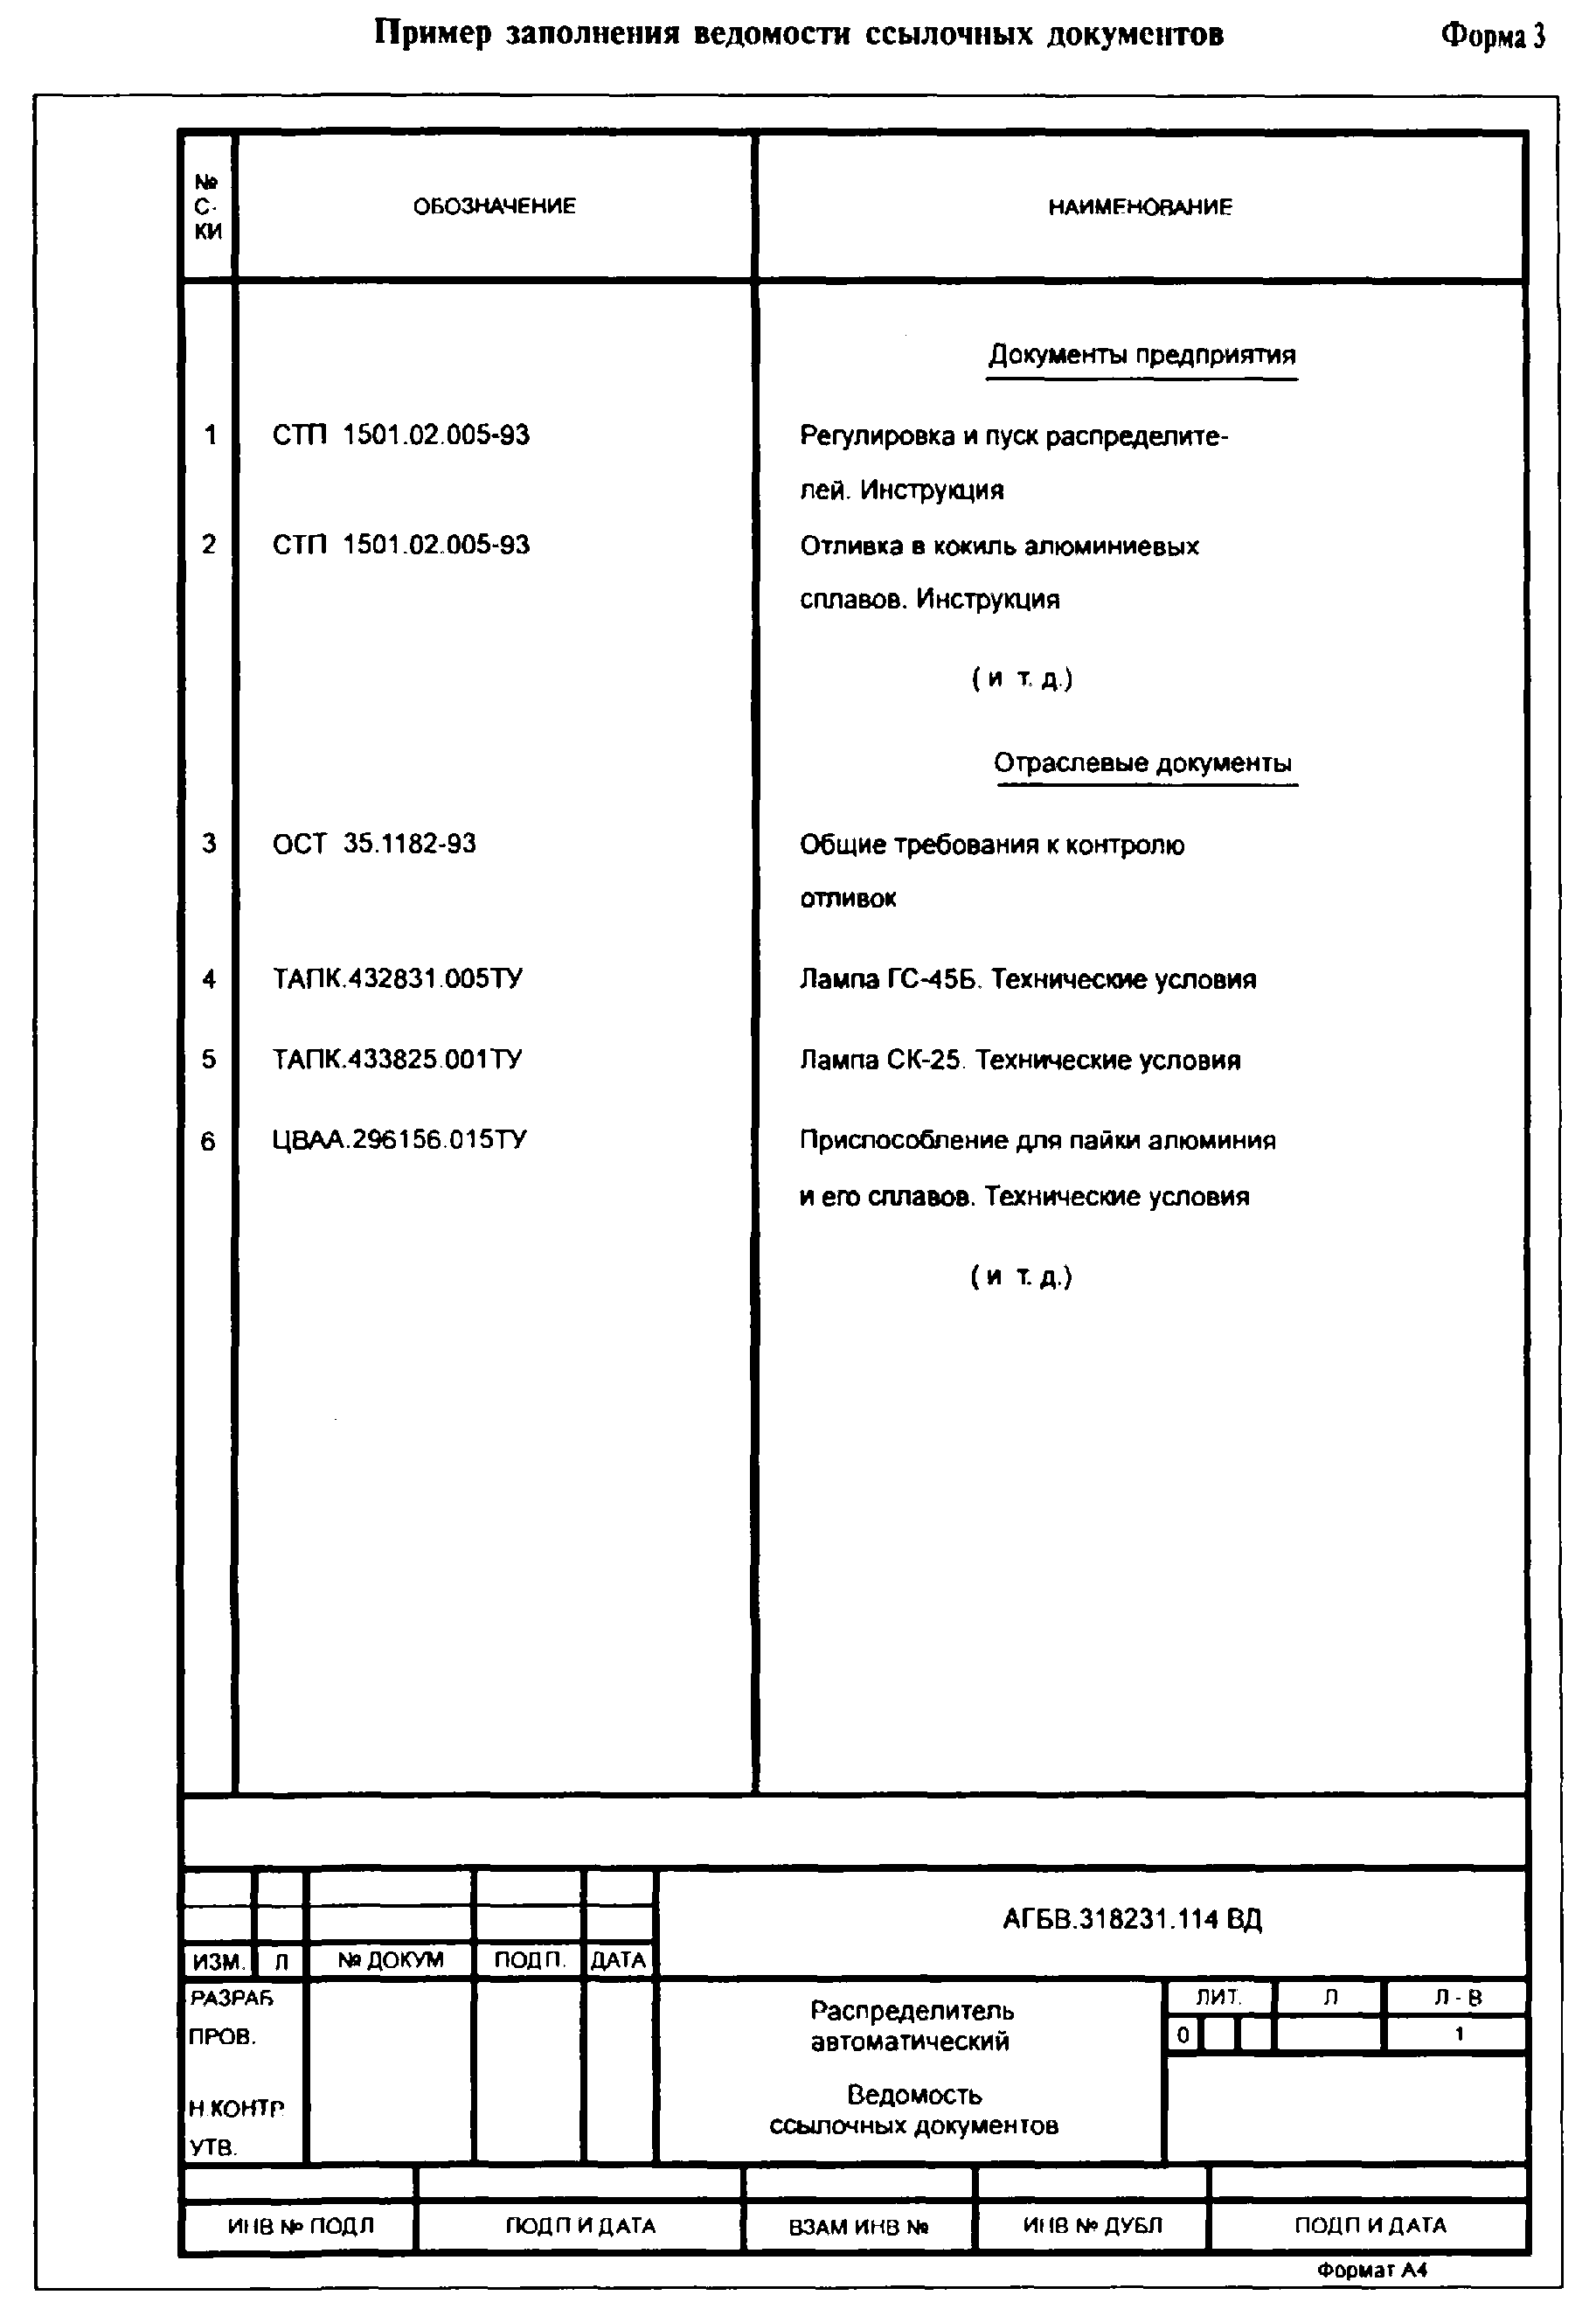 Пример заполнения ведомости ссылочных документов
Форма 3
№
С-
КИ
ОБОЗНАЧЕНИЕ
НАИМЕНОВАНИЕ
Документы предприятия
1 СТП 1501.02.005-93 Регулировка и пуск распределите-
лей. Инструкция
2 СТП 1501.02.005-93 Отливка в кокиль алюминиевых
сплавов. Инструкция
( и т. д.)
Отраслевые документы
3 ОСТ 35.1182-93 Общие требования к контролю
отливок
4 ТАПК.432831.005ТУ Лампа ГС-45Б. Технические условия
5 ТАПК.433825.001ТУ Лампа СК-25. Технические условия
6 ЦВАА.296156.015ТУ Приспособление для пайки алюминия
и его сплавов. Технические условия
( и т. д.)
АГБВ.318231.114 ВД
ИЗМ. Л № ДОКУМ ПОДП. ДАТА
РАЗРАБ
ПРОВ.
Н.КОНТР
УТВ.
Распределитель
автоматический
Ведомость
ссылочных документов
ЛИТ. Л Л - В
0 1
ИНВ № ПОДЛ ПОДП И ДАТА ВЗАМ ИНВ № ИНВ № ДУБЛ ПОДП И ДАТА
Формат А4